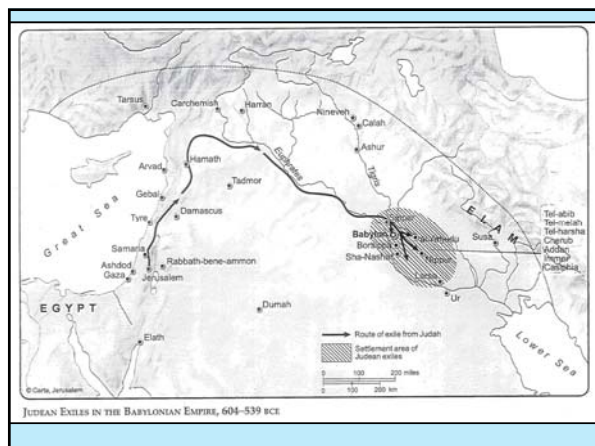 Tarsus
Carchemish
Harran
Nineveh
Calah
Ashur
Euphrates
Tigris
Arvad
Hamath
Tadmor
Gebal
Great Sea
Tyre
Damascus
Samaria
Ashdod
Gaza
Jerusalem
Rabbath-bene-ammon
Babylon
Borsippa
Sha-Nashar
Nippur
Larsa
Ur
Susa
ELAM
Tel-abib
Tel-melah
Tel-harsha
Cherub
Addan
Immer
Casiphia
EGYPT
Dumah
Elath
Lower Sea
Route of exile from Judah
Settlement area of
Judean exiles
0 100 200 miles
0 100 200 km
© Carta, Jerusalem
JUDEAN EXILES IN THE BABYLONIAN EMPIRE, 604–539 BCE